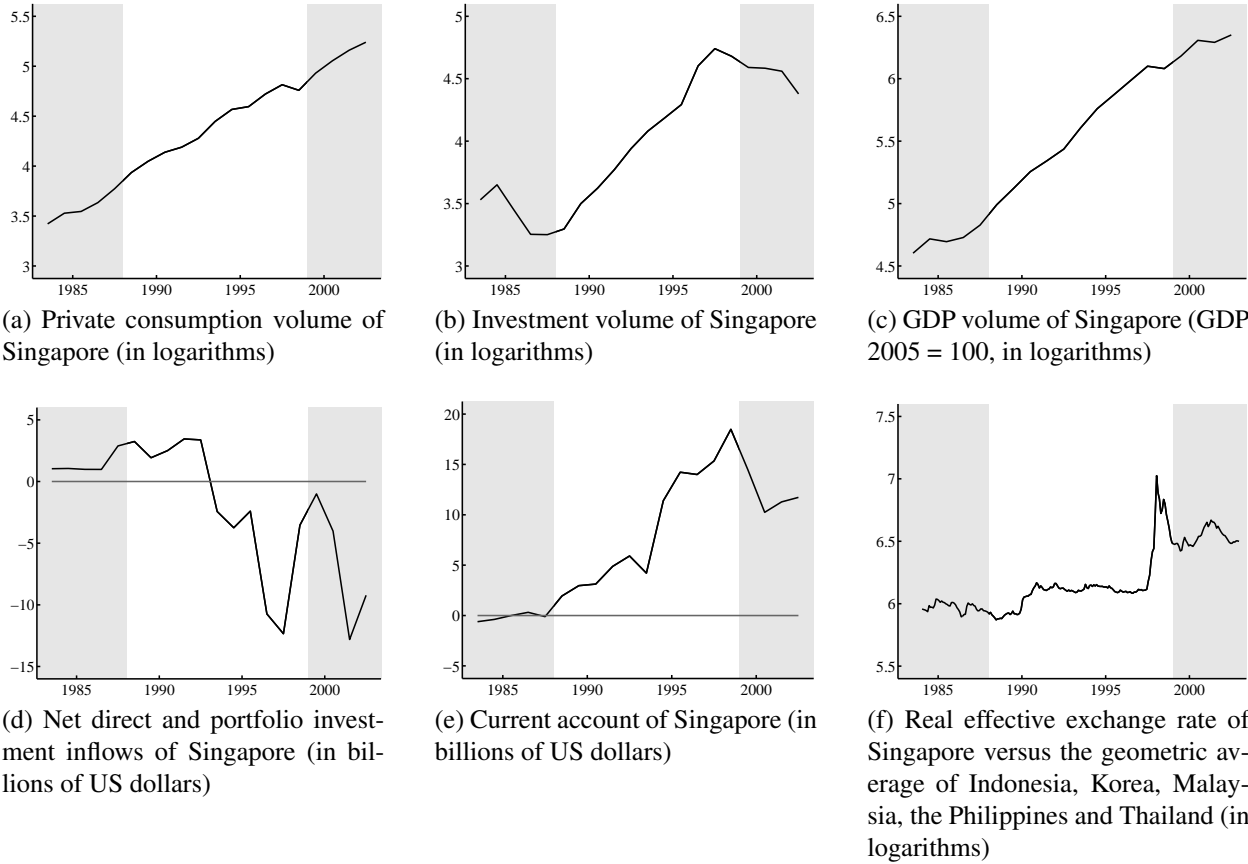 5.5
5
4.5
4
3.5
3
1985 1990 1995 2000
(a) Private consumption volume of
Singapore (in logarithms)
5
4.5
4
3.5
3
1985 1990 1995 2000
(b) Investment volume of Singapore
(in logarithms)
6.5
6
5.5
5
4.5
1985 1990 1995 2000
(c) GDP volume of Singapore (GDP
2005 = 100, in logarithms)
5
0
−5
−10
−15
1985 1990 1995 2000
(d) Net direct and portfolio invest-
ment inflows of Singapore (in bil-
lions of US dollars)
20
15
10
5
0
−5
1985 1990 1995 2000
(e) Current account of Singapore (in
billions of US dollars)
7.5
7
6.5
6
5.5
1985 1990 1995 2000
(f) Real effective exchange rate of
Singapore versus the geometric av-
erage of Indonesia, Korea, Malay-
sia, the Philippines and Thailand (in
logarithms)